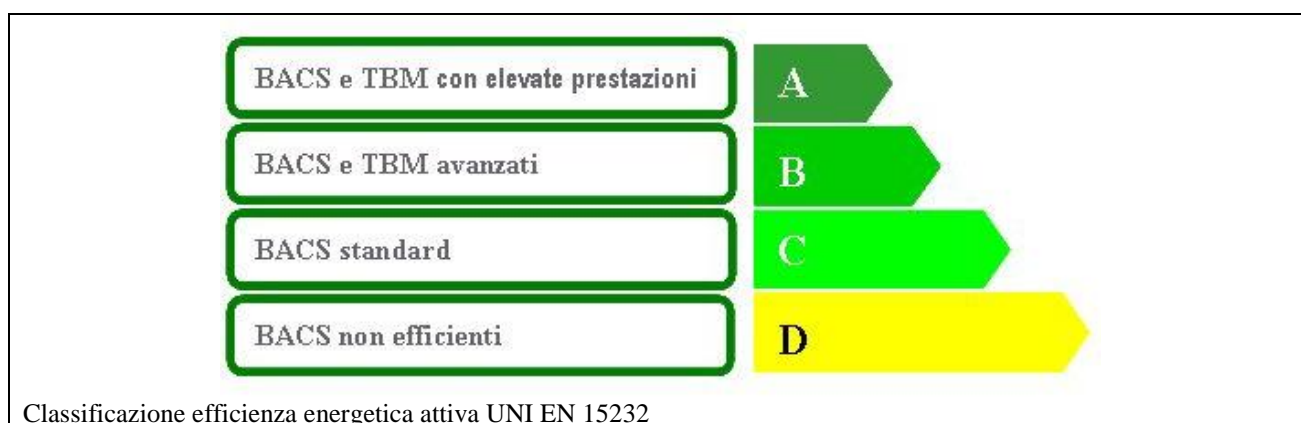 BACS e TBM con elevate prestazioni A
BACS e TBM avanzati B
BACS standard C
BACS non efficienti D
Classificazione efficienza energetica attiva UNI EN 15232